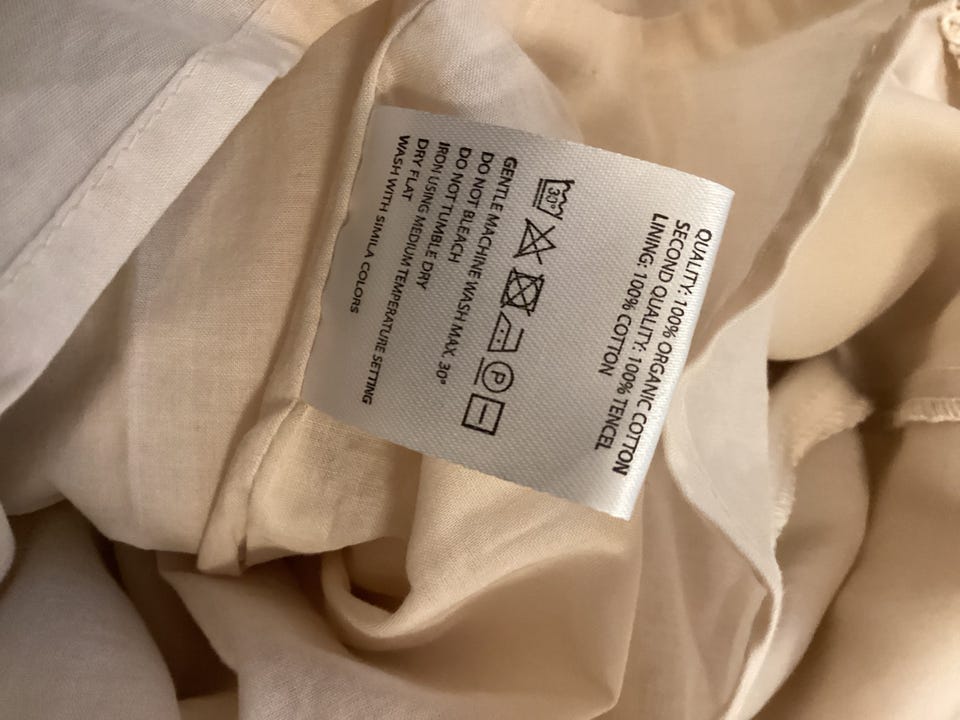 QUALITY: 100% ORGANIC COTTON
SECOND QUALITY: 100% TENCEL
LINING: 100% COTTON
30° P
GENTLE MACHINE WASH MAX. 30°
DO NOT BLEACH
DO NOT TUMBLE DRY
IRON USING MEDIUM TEMPERATURE SETTING
DRY FLAT
WASH WITH SIMILA COLORS